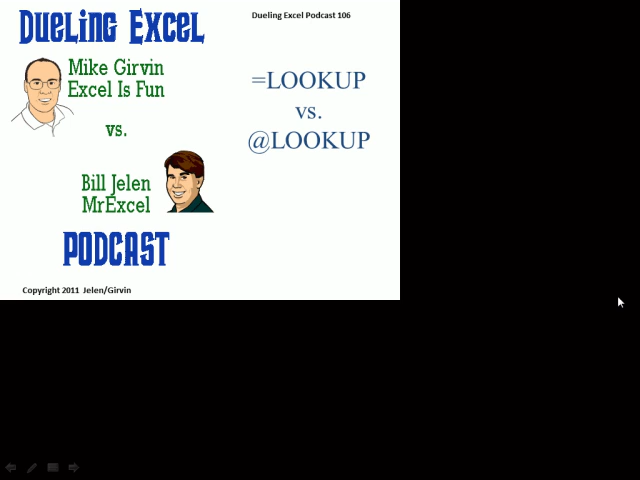 Dueling Excel
Dueling Excel Podcast 106
Mike Girvin
Excel Is Fun
vs.
Bill Jelen
MrExcel
PODCAST
=LOOKUP
vs.
@LOOKUP
Copyright 2011 Jelen/Girvin